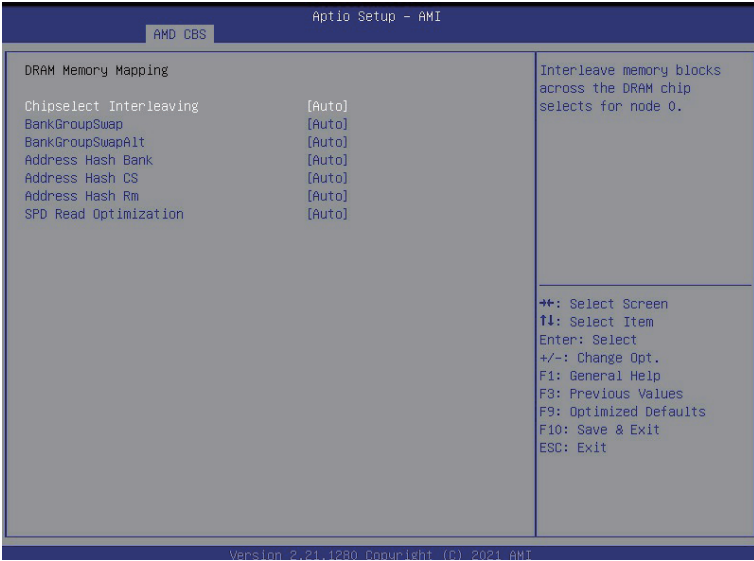 Aptio Setup - AMI
AMD CBS
DRAM Memory Mapping
Chipselect Interleaving [Auto]
BankGroupSwap [Auto]
BankGroupSwapAlt [Auto]
Address Hash Bank [Auto]
Address Hash CS [Auto]
Address Hash Rm [Auto]
SPD Read Optimization [Auto]
Interleave memory blocks
across the DRAM chip
selects for node 0.
→←: Select Screen
↑↓: Select Item
Enter: Select
+/-: Change Opt.
F1: General Help
F3: Previous Values
F9: Optimized Defaults
F10: Save & Exit
ESC: Exit
Version 2.21.1280 Copyright (C) 2021 AMI